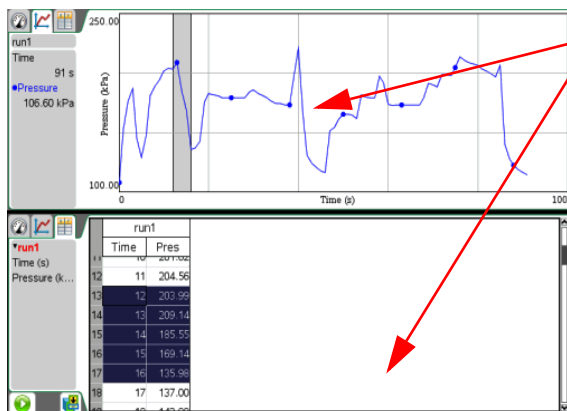 run1
Time
91 s
Pressure
106.60 kPa
250.00
Pressure (kPa)
100.00
0
Time (s)
100
run1
Time (s)
Pressure (k...
run1
Time Pres
12 11 204.56
13 12 203.99
14 13 209.14
15 14 185.55
16 15 169.14
17 16 135.98
18 17 137.00